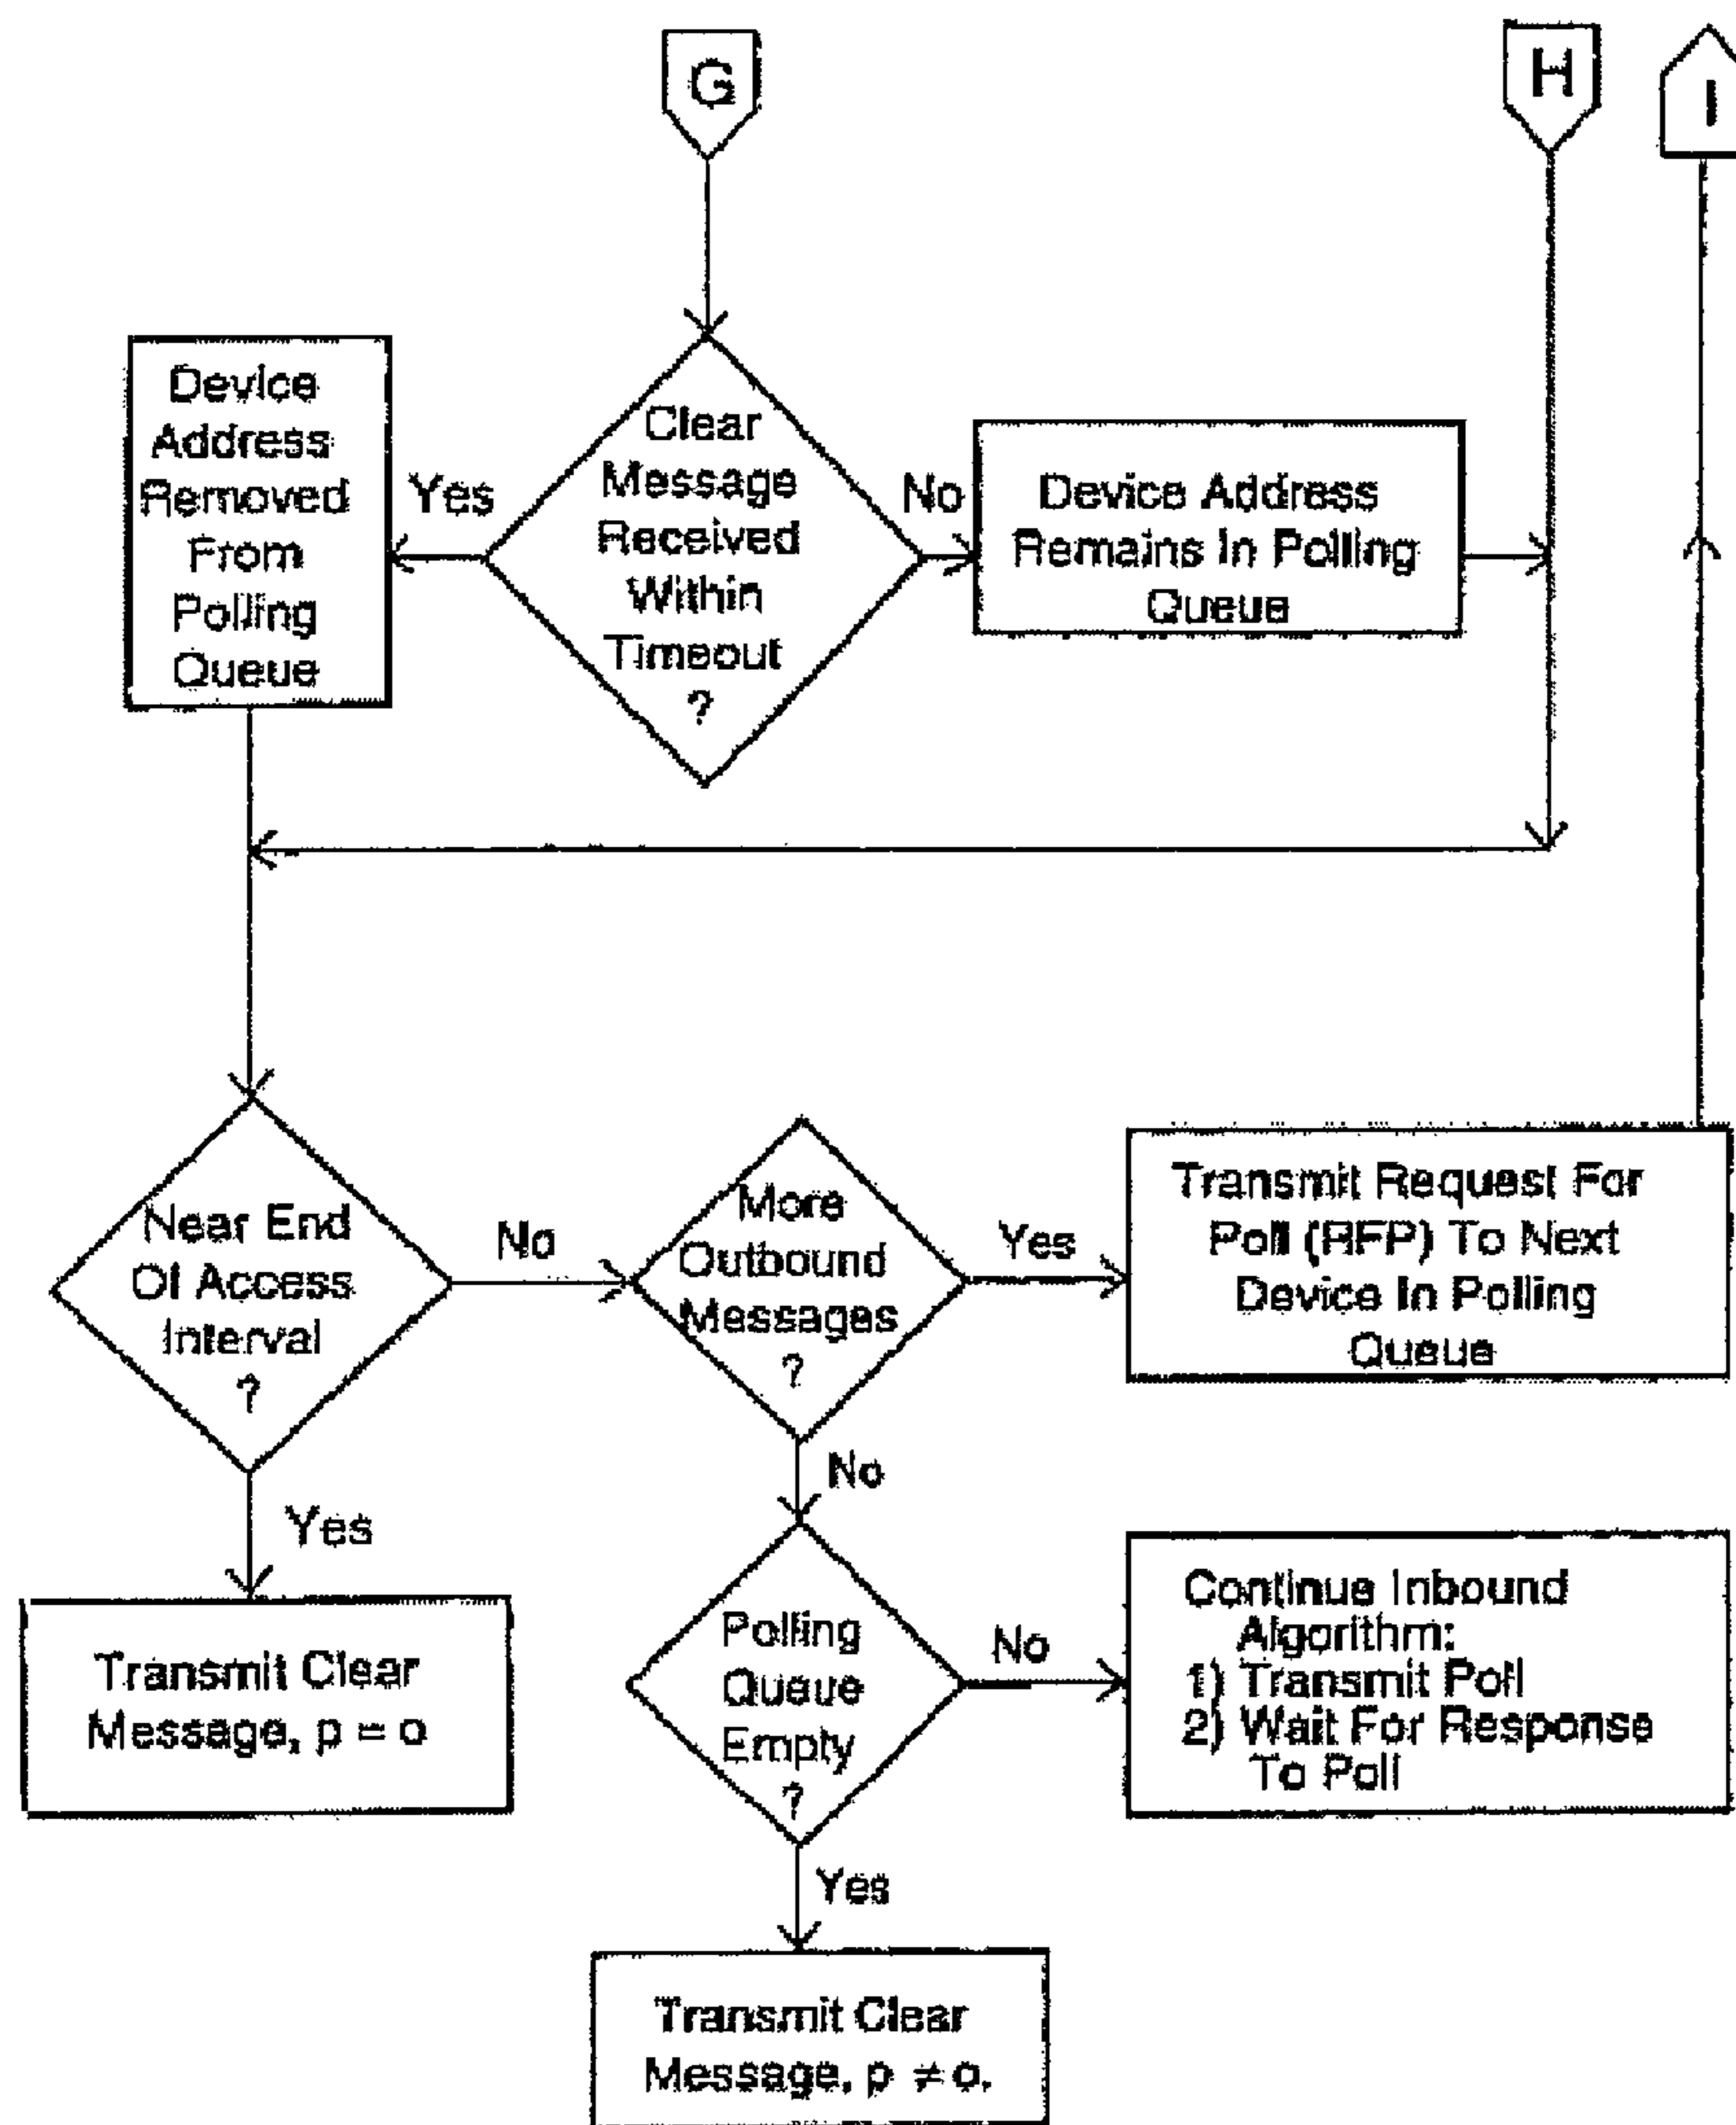 G
H
I
Device
Address
Removed
From
Polling
Queue
Yes
Clear
Message
Received
Within
Timeout
?
No
Device Address
Remains In Polling
Queue
Near End
Of Access
Interval
?
No
More
Outbound
Messages
?
Yes
Transmit Request For
Poll (RFP) To Next
Device In Polling
Queue
Yes
No
Transmit Clear
Message, p = o
Polling
Queue
Empty
?
No
Continue Inbound
Algorithm:
1) Transmit Poll
2) Wait For Response
To Poll
Yes
Transmit Clear
Message, p ≠ o.